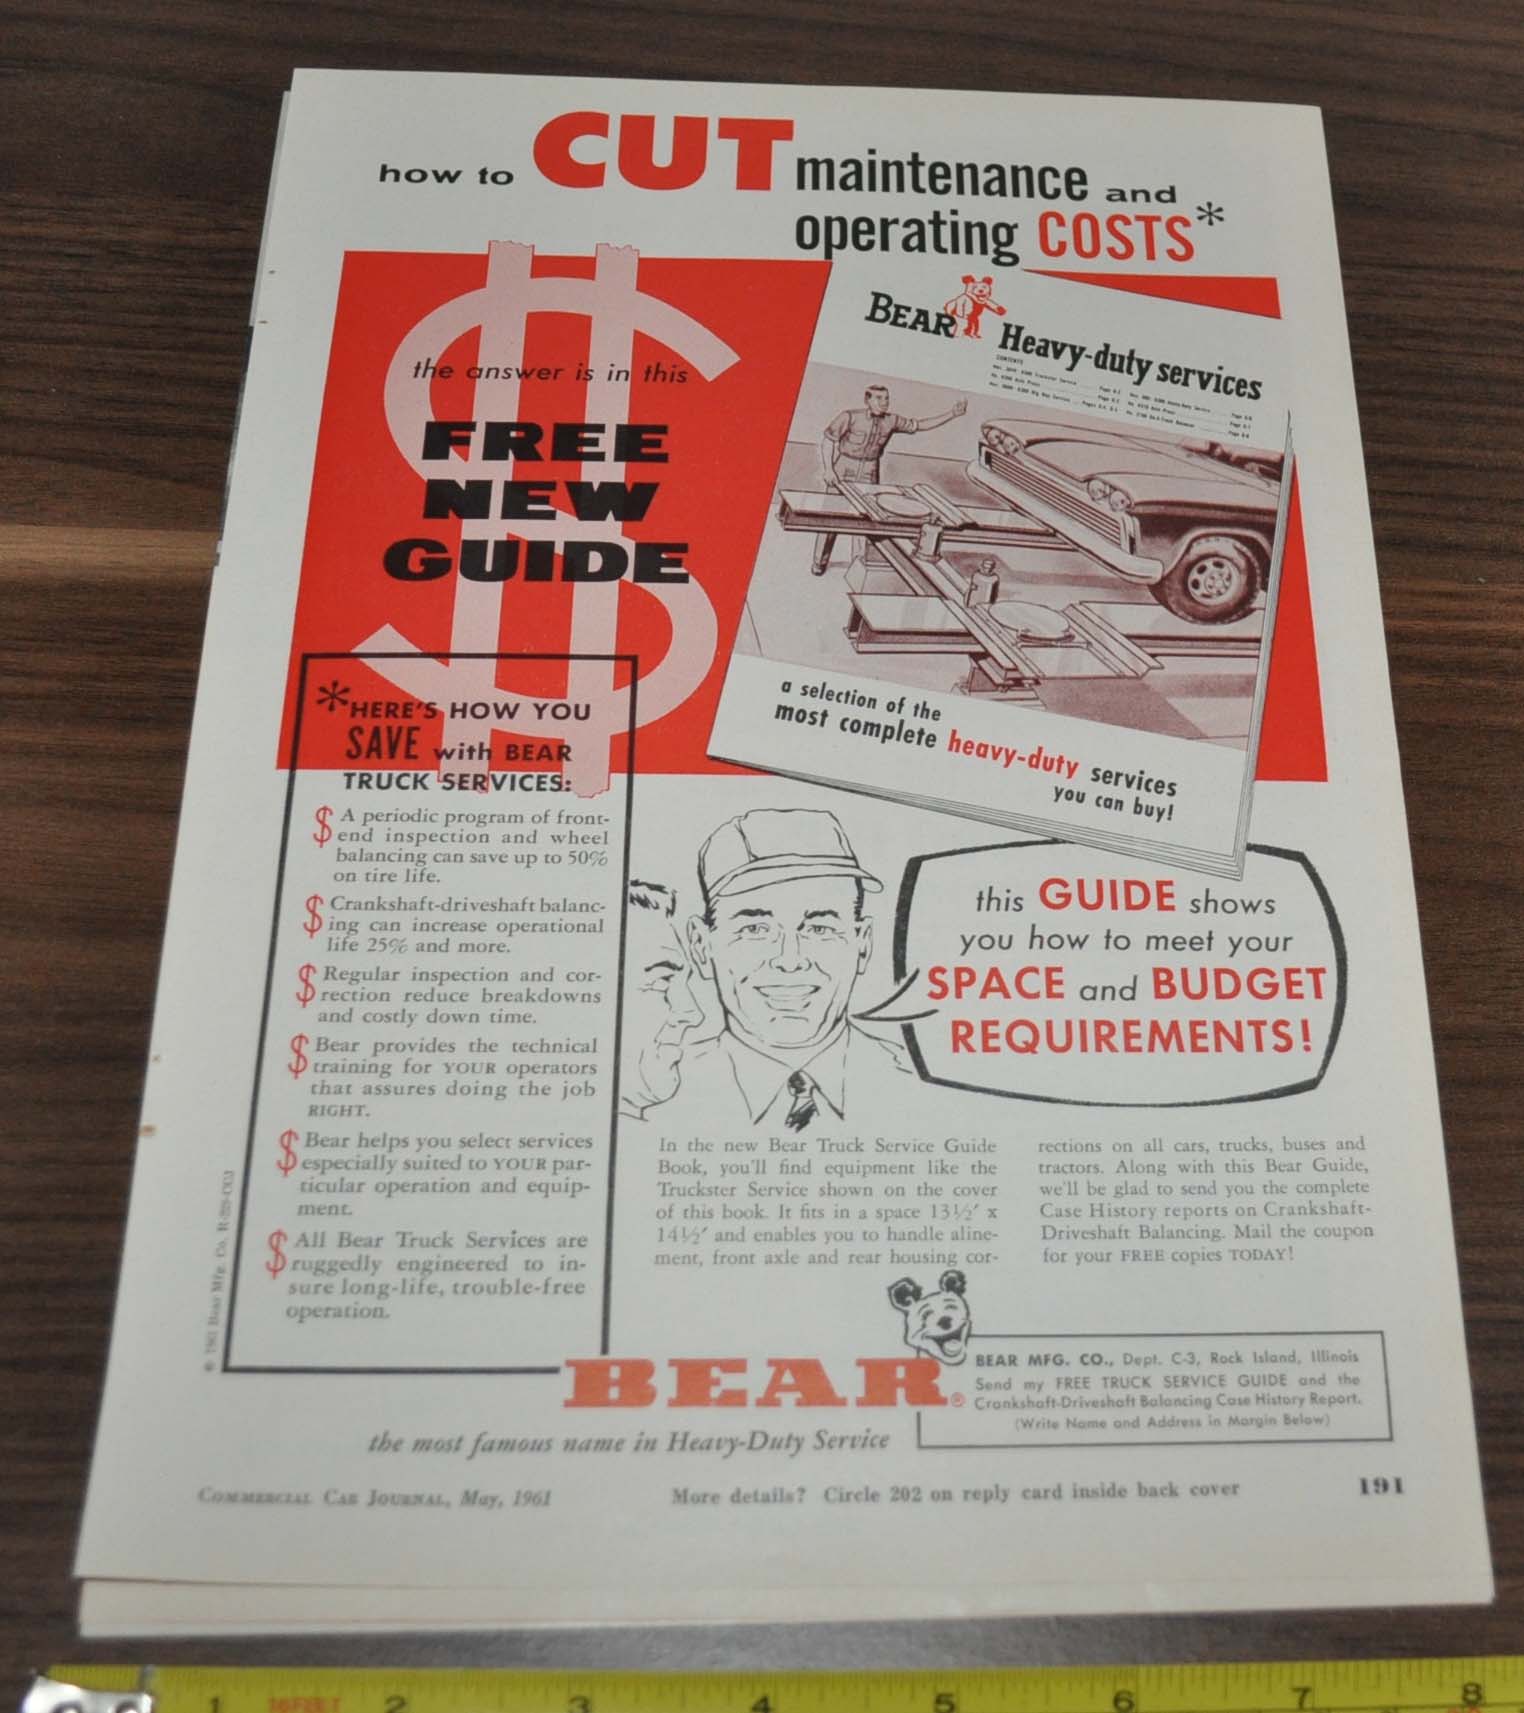 how to CUT maintenance and
operating COSTS*
the answer is in this
FREE
NEW
GUIDE
BEAR
Heavy-duty services
CONTENTS
a selection of the
most complete heavy-duty services
you can buy!
*HERE'S HOW YOU
SAVE with BEAR
TRUCK SERVICES:
$ A periodic program of front-
end inspection and wheel
balancing can save up to 50%
on tire life.
$ Crankshaft-driveshaft balanc-
ing can increase operational
life 25% and more.
$ Regular inspection and cor-
rection reduce breakdowns
and costly down time.
$ Bear provides the technical
training for YOUR operators
that assures doing the job
RIGHT.
$ Bear helps you select services
especially suited to YOUR par-
ticular operation and equip-
ment.
$ All Bear Truck Services are
ruggedly engineered to in-
sure long-life, trouble-free
operation.
this GUIDE shows
you how to meet your
SPACE and BUDGET
REQUIREMENTS!
In the new Bear Truck Service Guide
Book, you'll find equipment like the
Truckster Service shown on the cover
of this book. It fits in a space 13½' x
14½' and enables you to handle aline-
ment, front axle and rear housing cor-
rections on all cars, trucks, buses and
tractors. Along with this Bear Guide,
we'll be glad to send you the complete
Case History reports on Crankshaft-
Driveshaft Balancing. Mail the coupon
for your FREE copies TODAY!
© 1961 Bear Mfg. Co.
BEAR®
the most famous name in Heavy-Duty Service
BEAR MFG. CO., Dept. C-3, Rock Island, Illinois
Send my FREE TRUCK SERVICE GUIDE and the
Crankshaft-Driveshaft Balancing Case History Report.
(Write Name and Address in Margin Below)
COMMERCIAL CAR JOURNAL, May, 1961
More details? Circle 202 on reply card inside back cover
191
1 16FEET 2 3 4 5 6 7 8